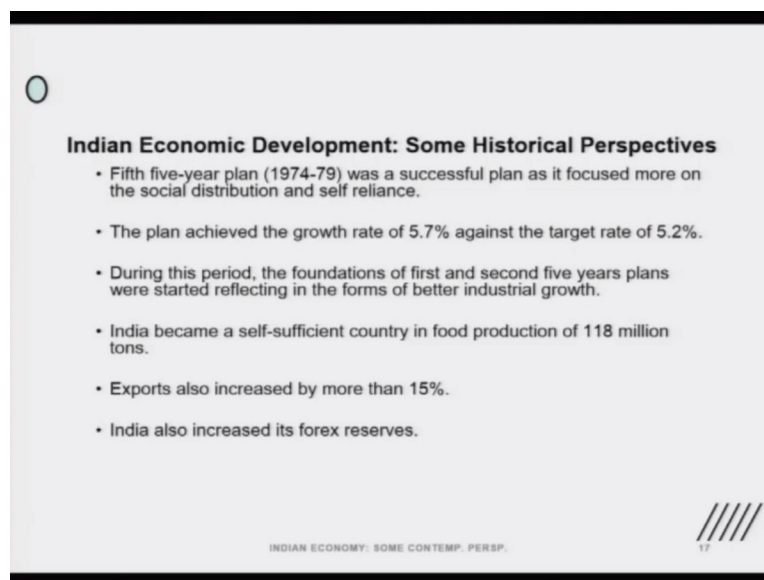 Indian Economic Development: Some Historical Perspectives
• Fifth five-year plan (1974-79) was a successful plan as it focused more on
the social distribution and self reliance.
• The plan achieved the growth rate of 5.7% against the target rate of 5.2%.
• During this period, the foundations of first and second five years plans
were started reflecting in the forms of better industrial growth.
• India became a self-sufficient country in food production of 118 million
tons.
• Exports also increased by more than 15%.
• India also increased its forex reserves.
INDIAN ECONOMY: SOME CONTEMP. PERSP.
17